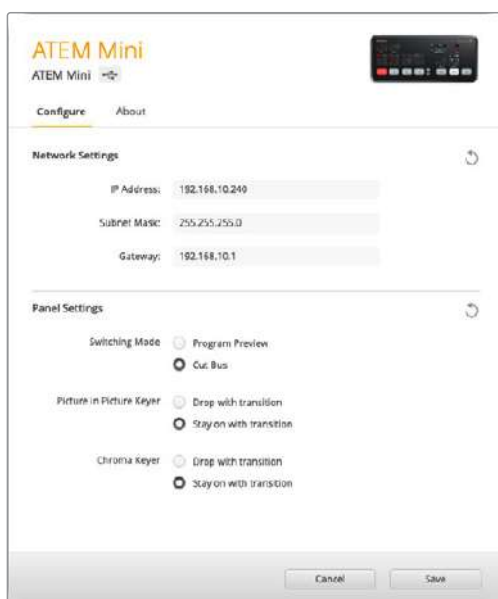 ATEM Mini
ATEM Mini
Configure About
Network Settings
IP Address: 192.168.10.240
Subnet Mask: 255.255.255.0
Gateway: 192.168.10.1
Panel Settings
Switching Mode Program Preview
Cut Bus
Picture in Picture Keyer Drop with transition
Stay on with transition
Chroma Keyer Drop with transition
Stay on with transition
Cancel Save